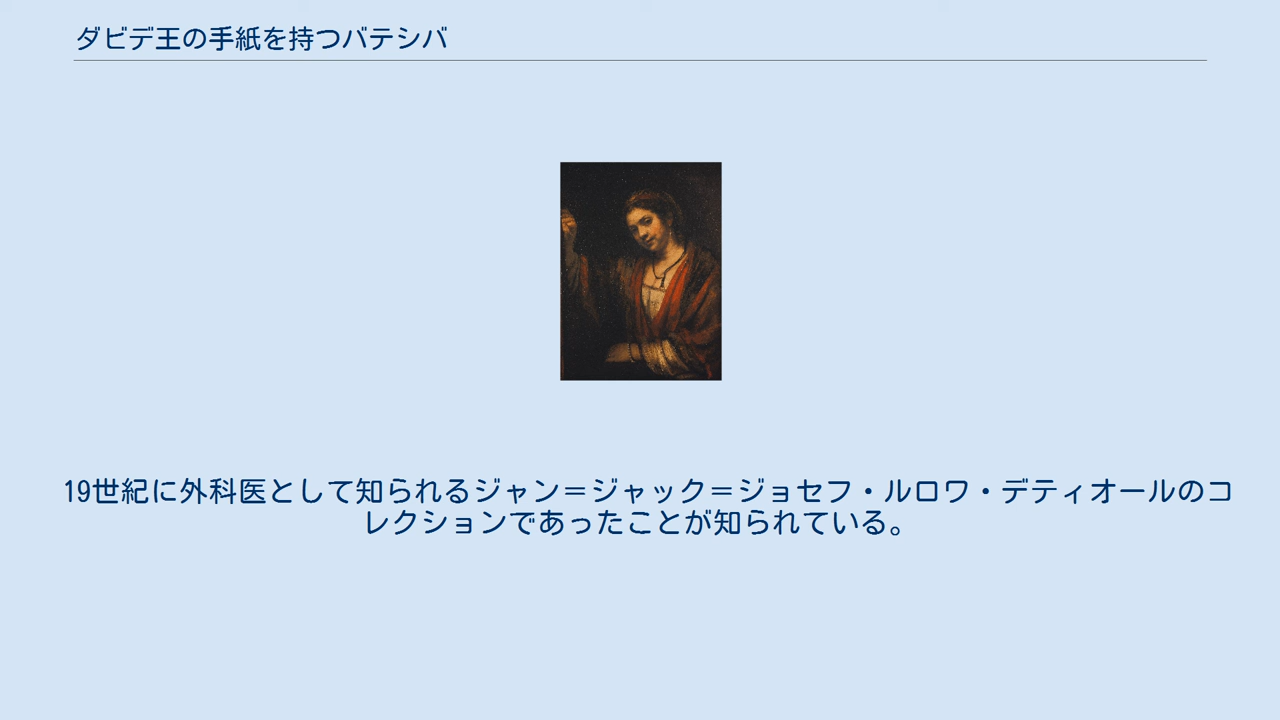 ダビデ王の手紙を持つバテシバ
19世紀に外科医として知られるジャン＝ジャック＝ジョセフ・ルロワ・デティオールのコ
レクションであったことが知られている。